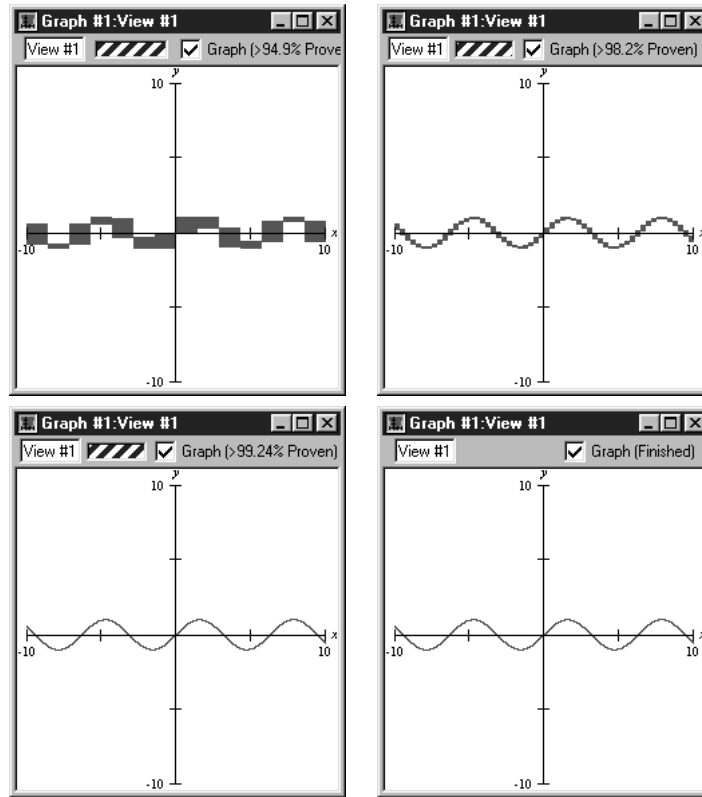 Graph #1:View #1
View #1 Graph (>94.9% Prove
y
10
x
-10 10
-10
Graph #1:View #1
View #1 Graph (>98.2% Proven)
y
10
x
-10 10
-10
Graph #1:View #1
View #1 Graph (>99.24% Proven)
y
10
x
-10 10
-10
Graph #1:View #1
View #1 Graph (Finished)
y
10
x
-10 10
-10